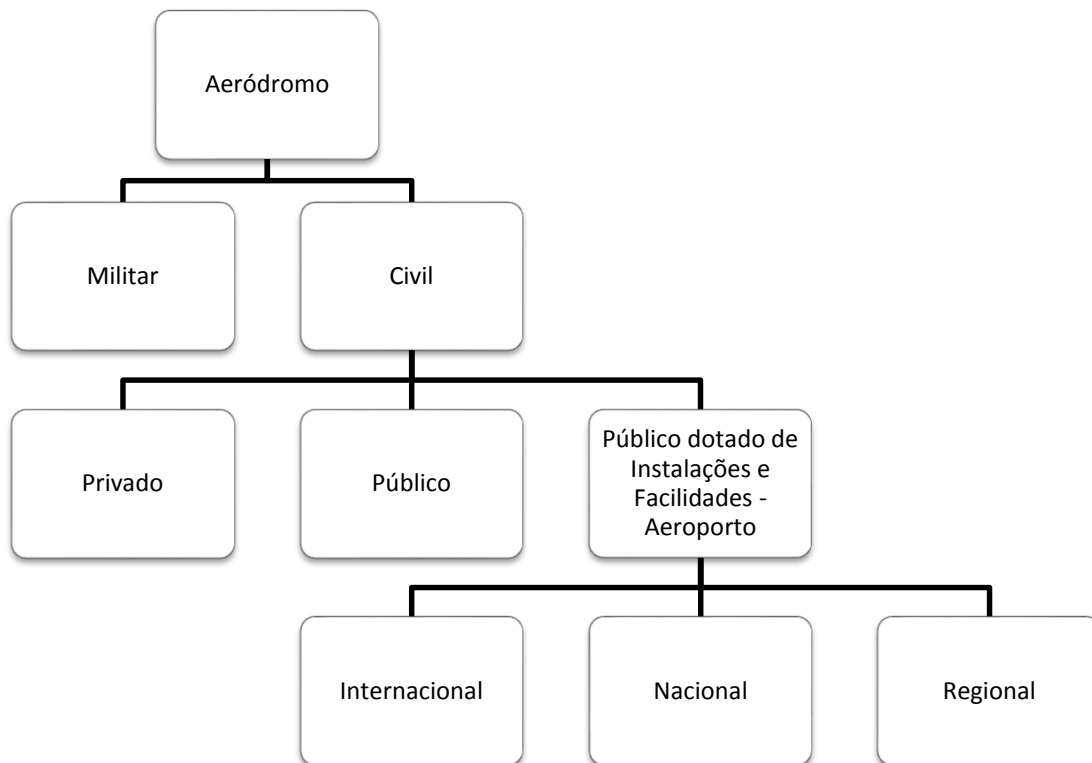 Aeródromo
Militar
Civil
Privado
Público
Público dotado de
Instalações e
Facilidades -
Aeroporto
Internacional
Nacional
Regional